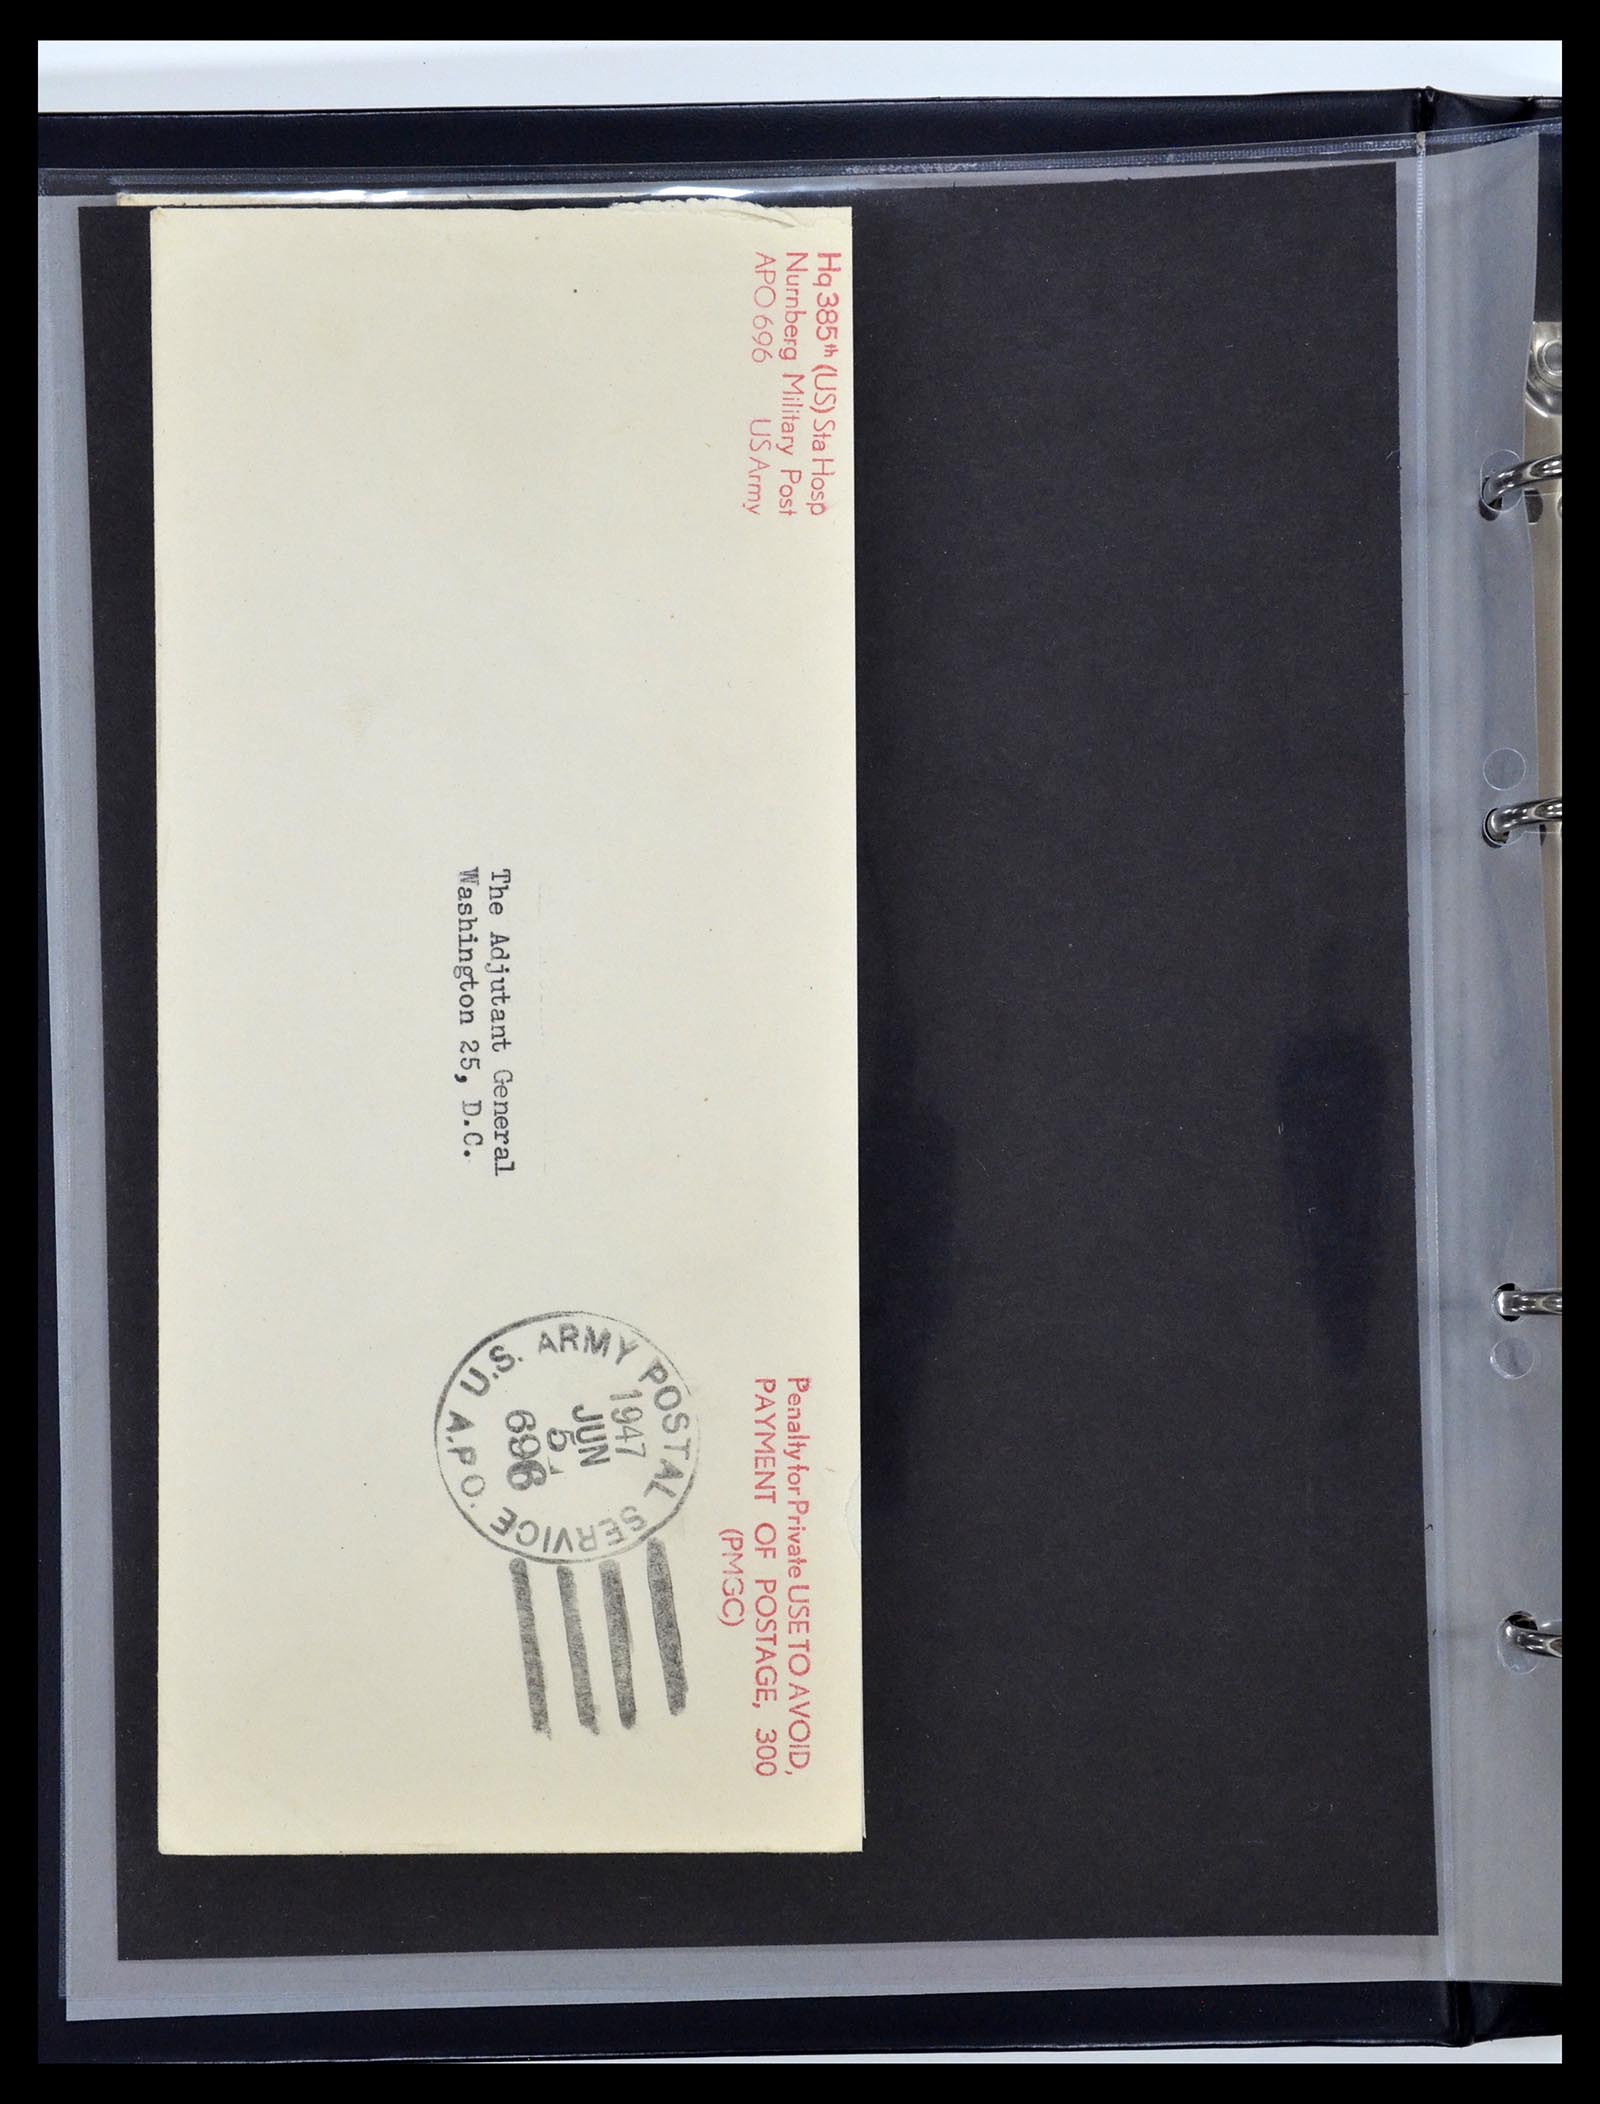 Hq 385th (US) Sta Hosp
Nurnberg Military Post
APO 696 US Army
Penalty for Private USE TO AVOID,
PAYMENT OF POSTAGE, 300
(PMGC)
U.S. ARMY POSTAL SERVICE
1947
JUN
5
696
A.P.O.
The Adjutant General
Washington 25, D.C.